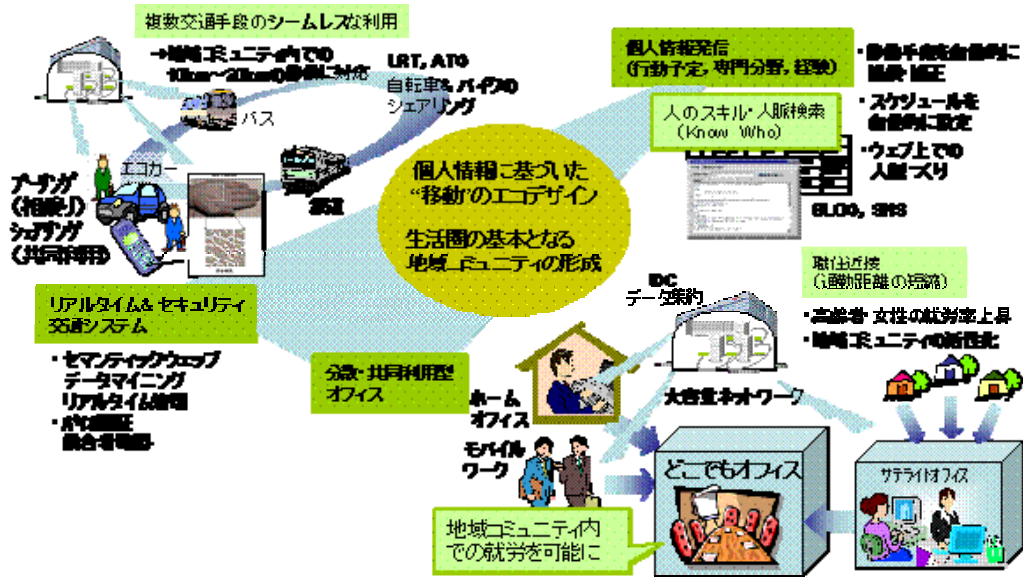 複数交通手段のシームレスな利用
→地域コミュニティ内での
10km～20kmの移動に対応
バス
LRT, ATG
自転車& バイクの
シェアリング
エコカー
プーリング
(相乗り)
シェアリング
(共同利用)
鉄道
リアルタイム& セキュリティ
交通システム
・セマンティックウェッブ
データマイニング
リアルタイム管理
個人情報に基づいた
“移動”のエコデザイン
生活圏の基本となる
地域コミュニティの形成
個人情報発信
(行動予定, 専門分野, 経験)
人のスキル・人脈検索
(Know Who)
・スケジュールを
自動的に設定
・ウェブ上での
人脈づくり
BLOG, SNS
職住近接
(通勤距離の短縮)
・高齢者・女性の就労率上昇
・地域コミュニティの活性化
IDC
データ集約
大容量ネットワーク
分散・共同利用型
オフィス
ホーム
オフィス
モバイル
ワーク
どこでもオフィス
サテライトオフィス
地域コミュニティ内
での就労を可能に